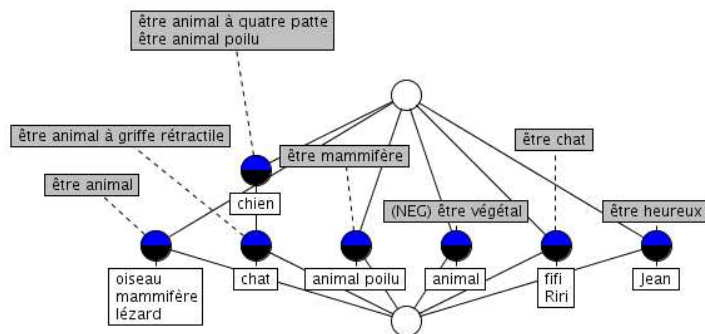 être animal à quatre patte
être animal poilu
être animal à griffe rétractile
être mammifère
être chat
être animal
chien
(NEG) être végétal
être heureux
oiseau
mammifère
lézard
chat
animal poilu
animal
fifi
Riri
Jean